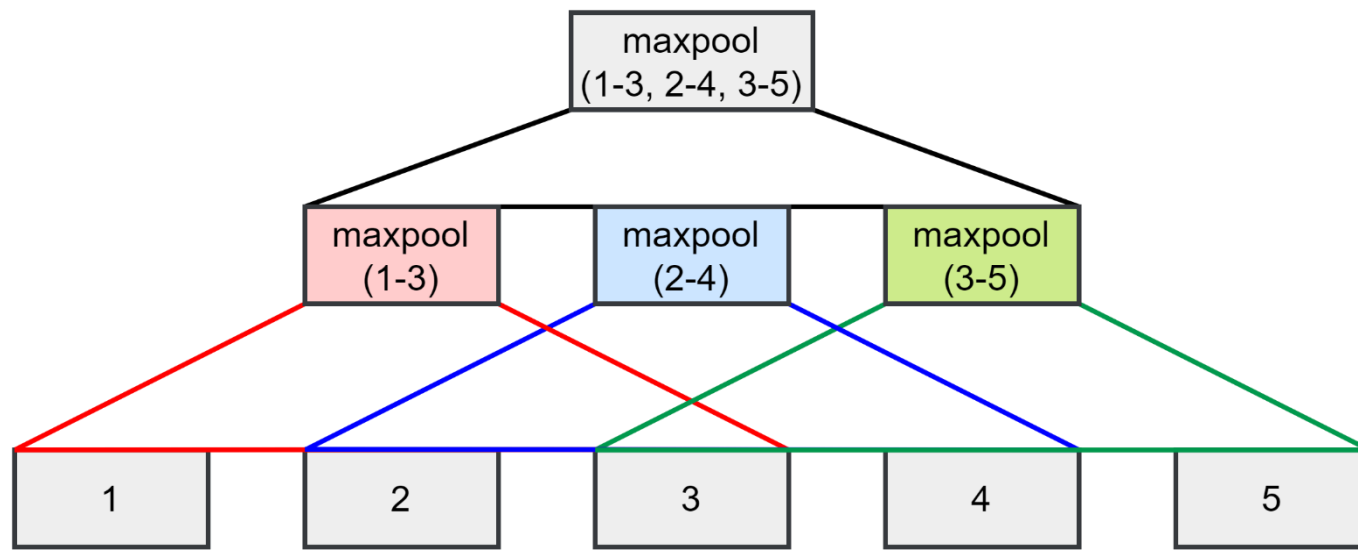 maxpool
(1-3, 2-4, 3-5)
maxpool
(1-3)
maxpool
(2-4)
maxpool
(3-5)
1
2
3
4
5